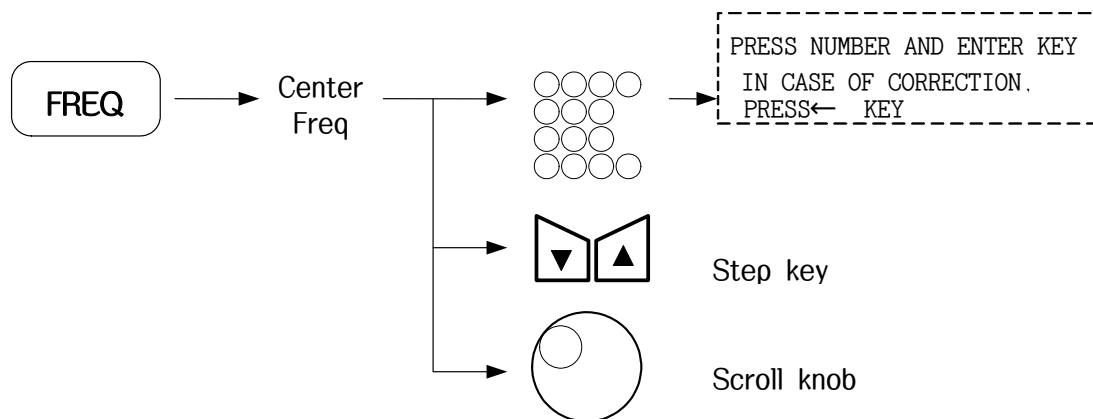 FREQ
Center
Freq
PRESS NUMBER AND ENTER KEY
IN CASE OF CORRECTION.
PRESS← KEY
▼ ▲
Step key
Scroll knob